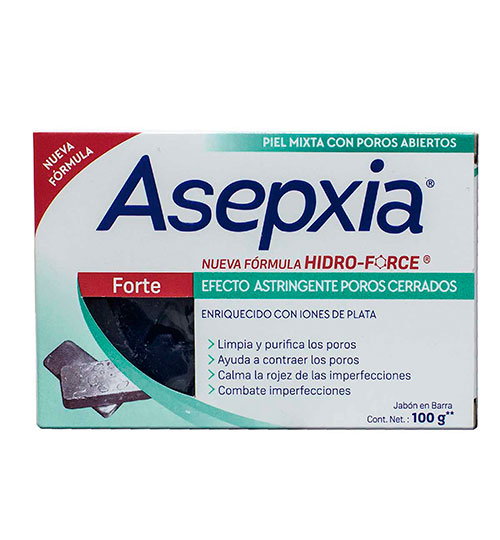 NUEVA
FÓRMULA
PIEL MIXTA CON POROS ABIERTOS
Asepxia®
NUEVA FÓRMULA HIDRO-FORCE®
Forte
EFECTO ASTRINGENTE POROS CERRADOS
ENRIQUECIDO CON IONES DE PLATA
> Limpia y purifica los poros
> Ayuda a contraer los poros
> Calma la rojez de las imperfecciones
> Combate imperfecciones
Jabón en Barra
Cont. Net. : 100 g**